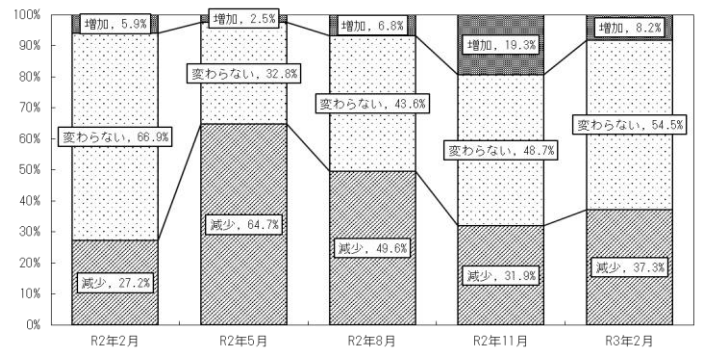 100%
90%
80%
70%
60%
50%
40%
30%
20%
10%
0%
増加, 5.9%
変わらない, 66.9%
減少, 27.2%
増加, 2.5%
変わらない, 32.8%
減少, 64.7%
増加, 6.8%
変わらない, 43.6%
減少, 49.6%
増加, 19.3%
変わらない, 48.7%
減少, 31.9%
増加, 8.2%
変わらない, 54.5%
減少, 37.3%
R2年2月
R2年5月
R2年8月
R2年11月
R3年2月